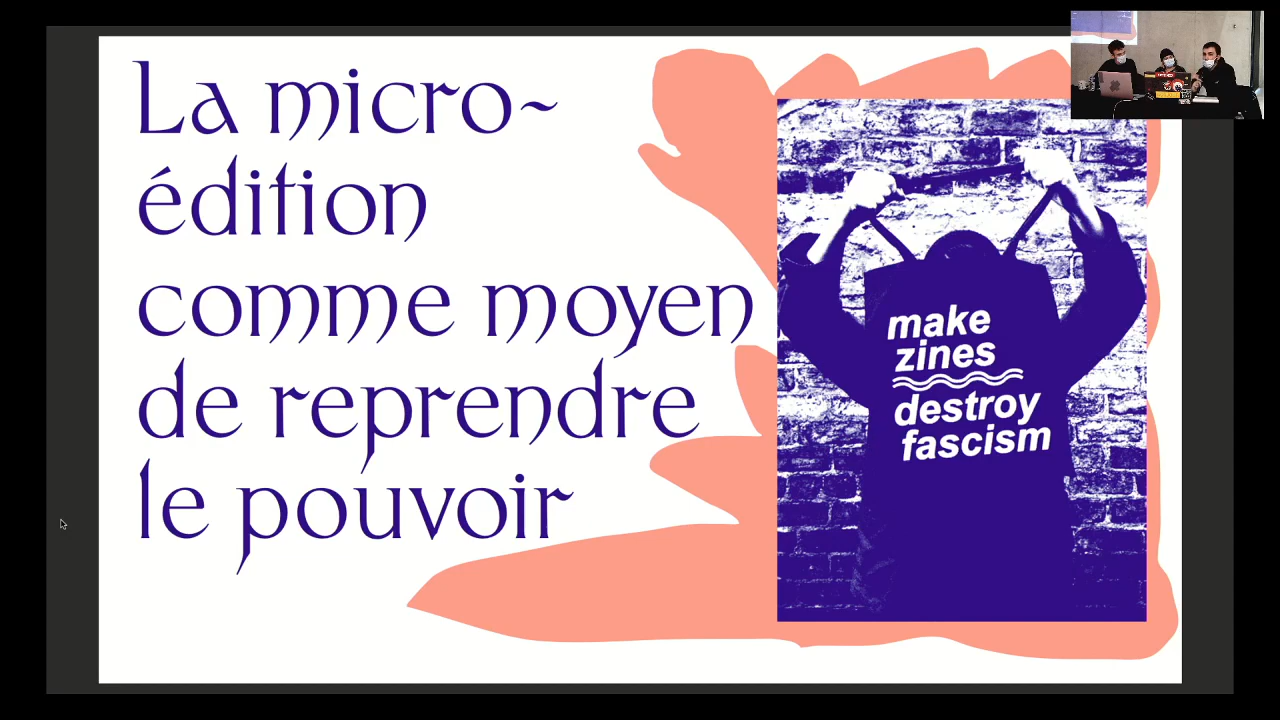 La micro-
édition
comme moyen
de reprendre
le pouvoir
make
zines
destroy
fascism